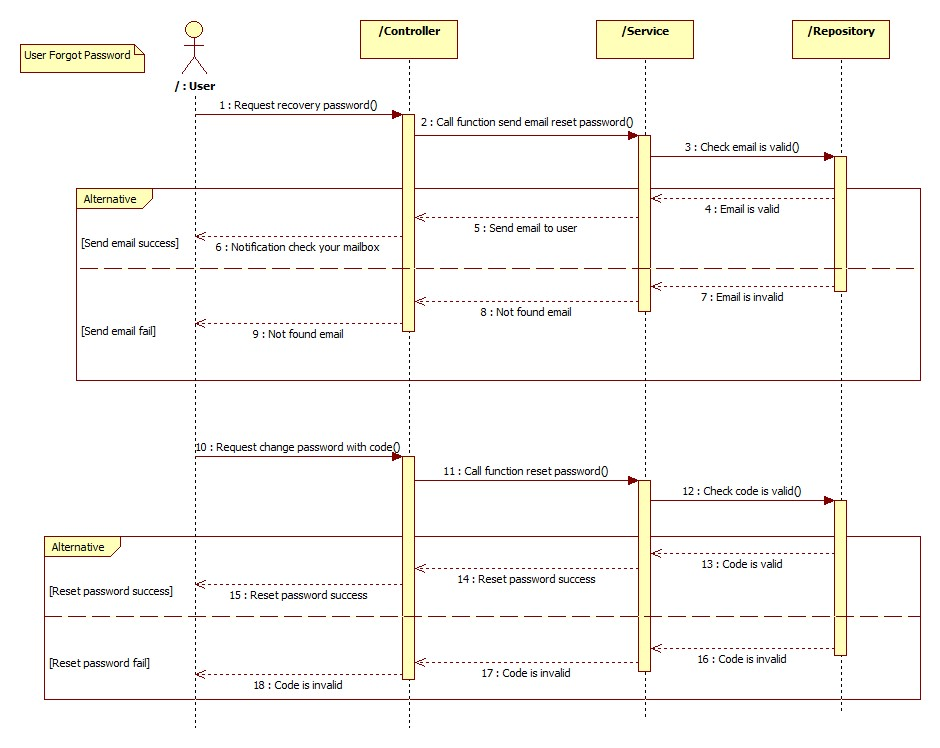 User Forgot Password
/ : User
/Controller
/Service
/Repository
1 : Request recovery password()
2 : Call function send email reset password()
3 : Check email is valid()
Alternative
4 : Email is valid
5 : Send email to user
[Send email success]
6 : Notification check your mailbox
7 : Email is invalid
8 : Not found email
[Send email fail]
9 : Not found email
10 : Request change password with code()
11 : Call function reset password()
12 : Check code is valid()
Alternative
13 : Code is valid
14 : Reset password success
[Reset password success]
15 : Reset password success
16 : Code is invalid
[Reset password fail]
17 : Code is invalid
18 : Code is invalid